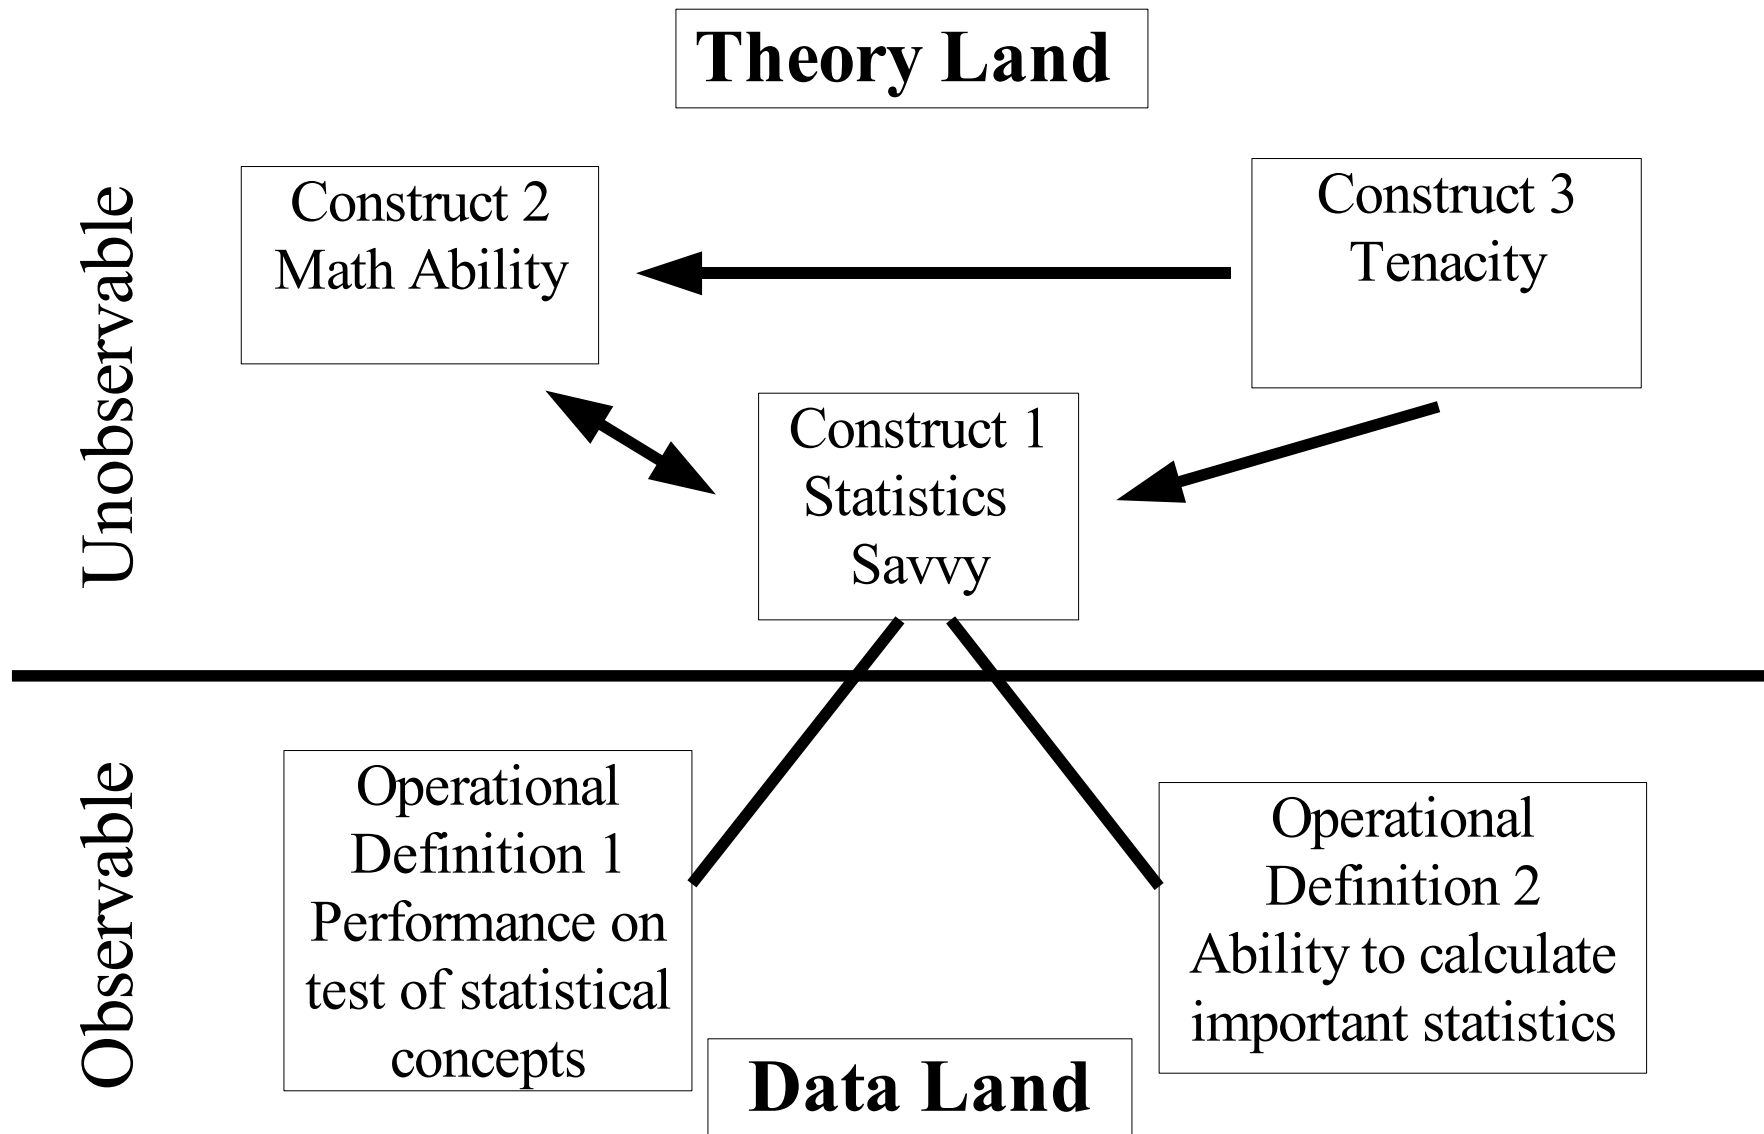 Theory Land
Unobservable
Construct 2
Math Ability
Construct 3
Tenacity
Construct 1
Statistics
Savvy
Observable
Operational
Definition 1
Performance on
test of statistical
concepts
Operational
Definition 2
Ability to calculate
important statistics
Data Land